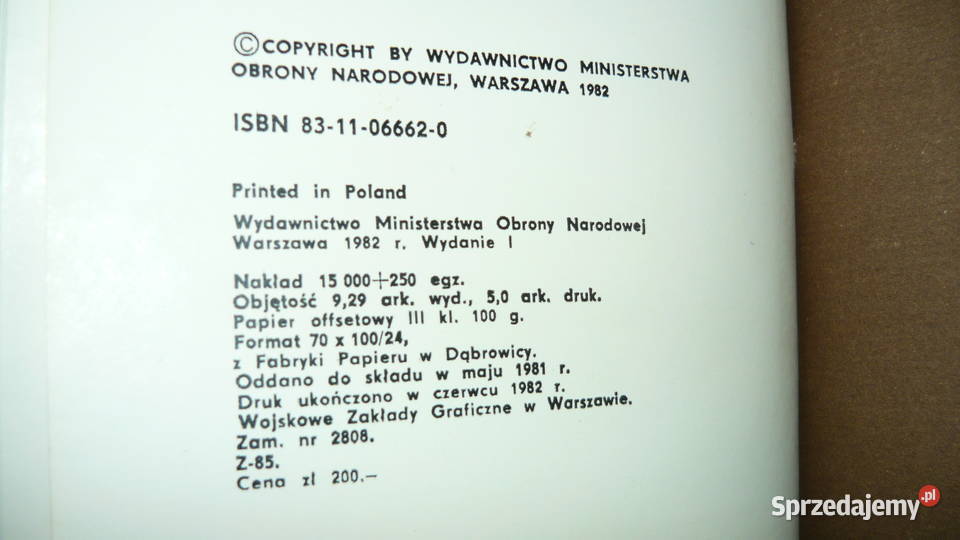 ©COPYRIGHT BY WYDAWNICTWO MINISTERSTWA
OBRONY NARODOWEJ, WARSZAWA 1982
ISBN 83-11-06662-0
Printed in Poland
Wydawnictwo Ministerstwa Obrony Narodowej
Warszawa 1982 r. Wydanie I
Nakład 15 000+250 egz.
Objętość 9,29 ark. wyd., 5,0 ark. druk.
Papier offsetowy III kl. 100 g.
Format 70 x 100/24,
z Fabryki Papieru w Dąbrowicy.
Oddano do składu w maju 1981 r.
Druk ukończono w czerwcu 1982 r.
Wojskowe Zakłady Graficzne w Warszawie.
Zam. nr 2808.
Z-85.
Cena zł 200.-
Sprzedajemy.pl